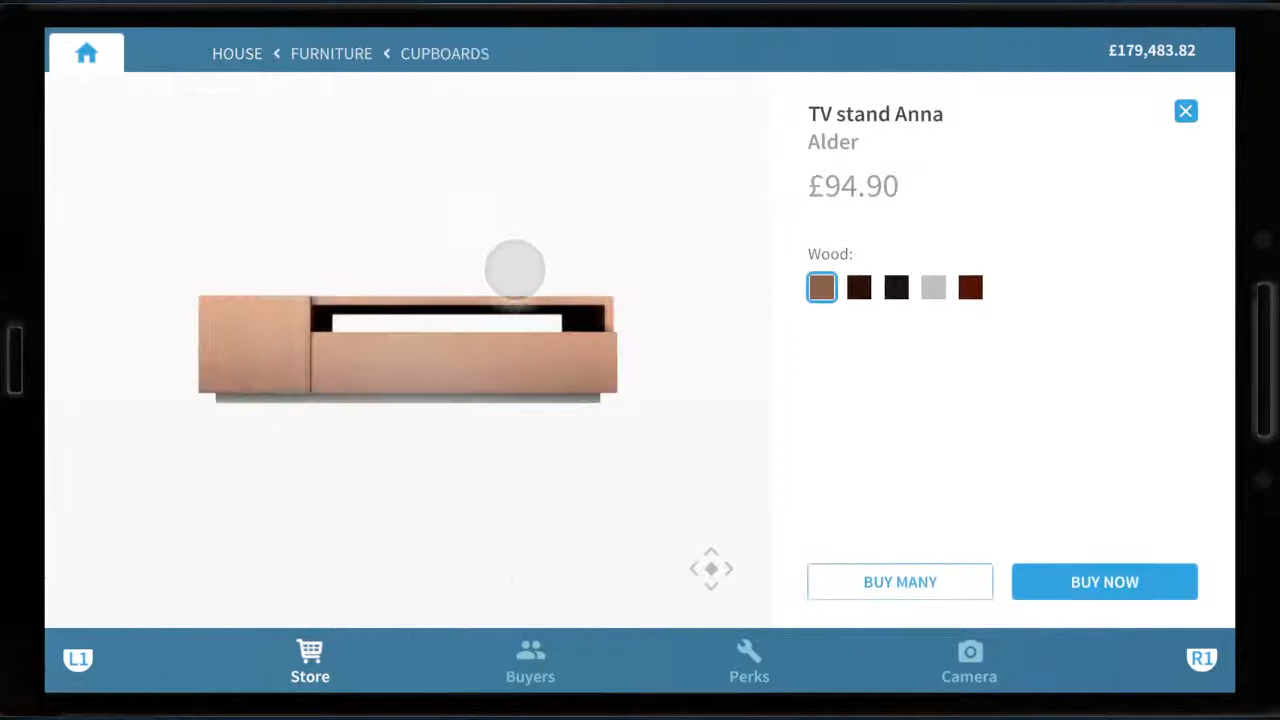 HOUSE < FURNITURE < CUPBOARDS
£179,483.82
TV stand Anna
Alder
£94.90
Wood:
BUY MANY
BUY NOW
L1
Store
Buyers
Perks
Camera
R1